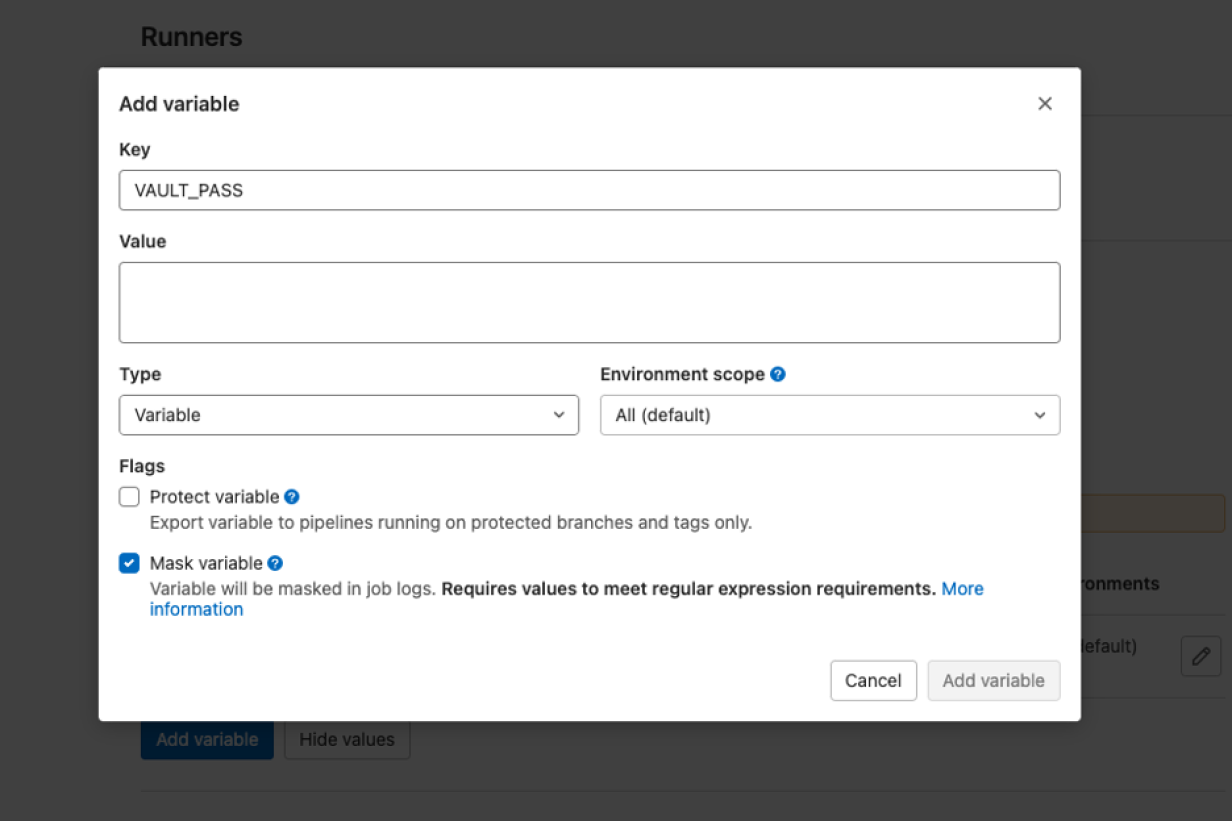 Runners
Add variable
Key
VAULT_PASS
Value
Type
Environment scope
Variable
All (default)
Flags
Protect variable
Export variable to pipelines running on protected branches and tags only.
Mask variable
Variable will be masked in job logs. Requires values to meet regular expression requirements. More
information
ronments
efault)
Cancel
Add variable
Add variable
Hide values